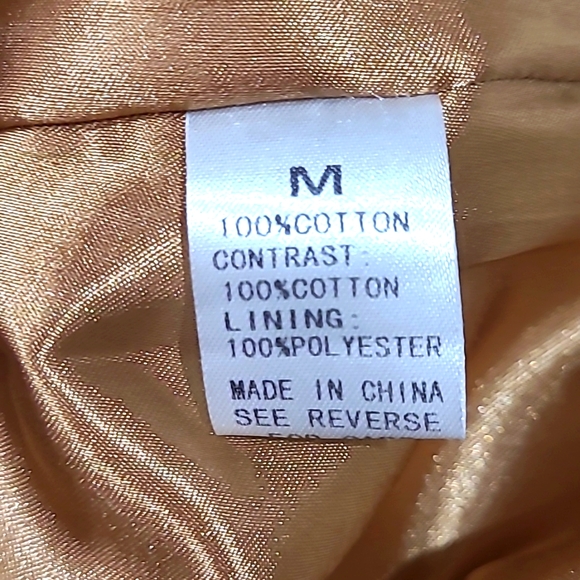 M
100%COTTON
CONTRAST:
100%COTTON
LINING:
100%POLYESTER
MADE IN CHINA
SEE REVERSE